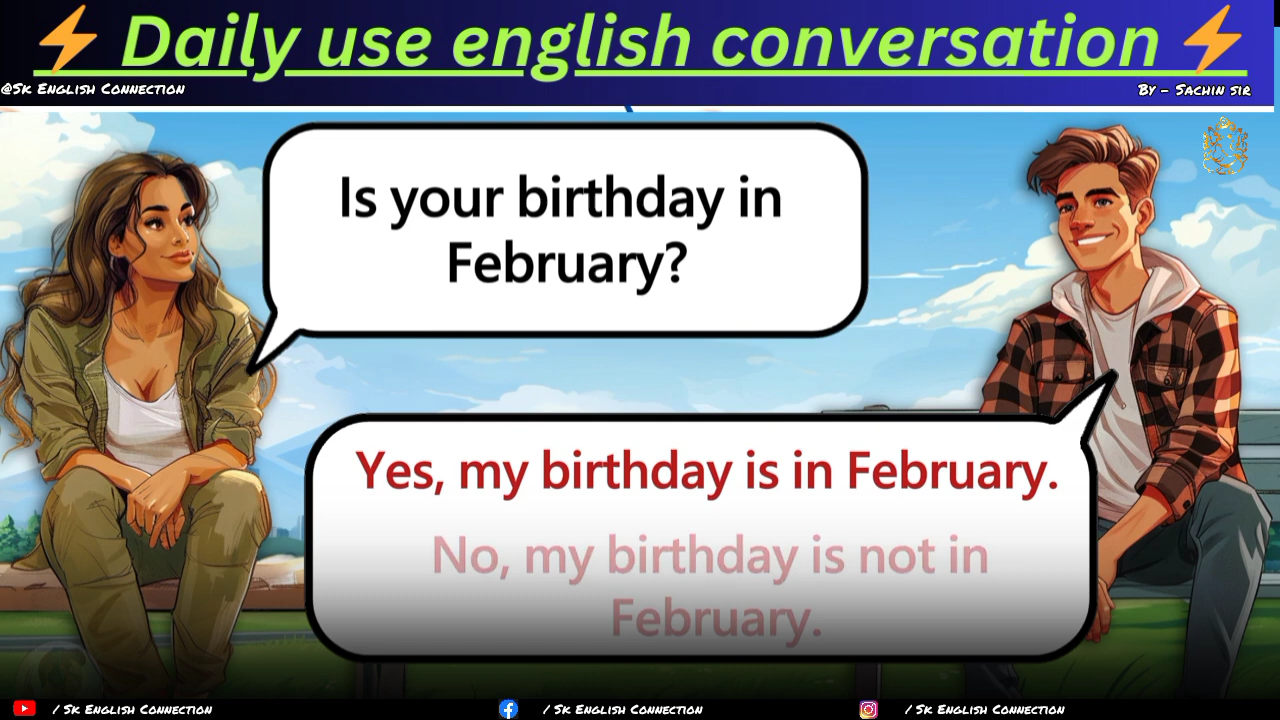 ⚡ Daily use english conversation ⚡
@Sk English Connection
By - Sachin sir
Is your birthday in
February?
Yes, my birthday is in February.
No, my birthday is not in
February.
/ Sk English Connection
/ Sk English Connection
/ Sk English Connection